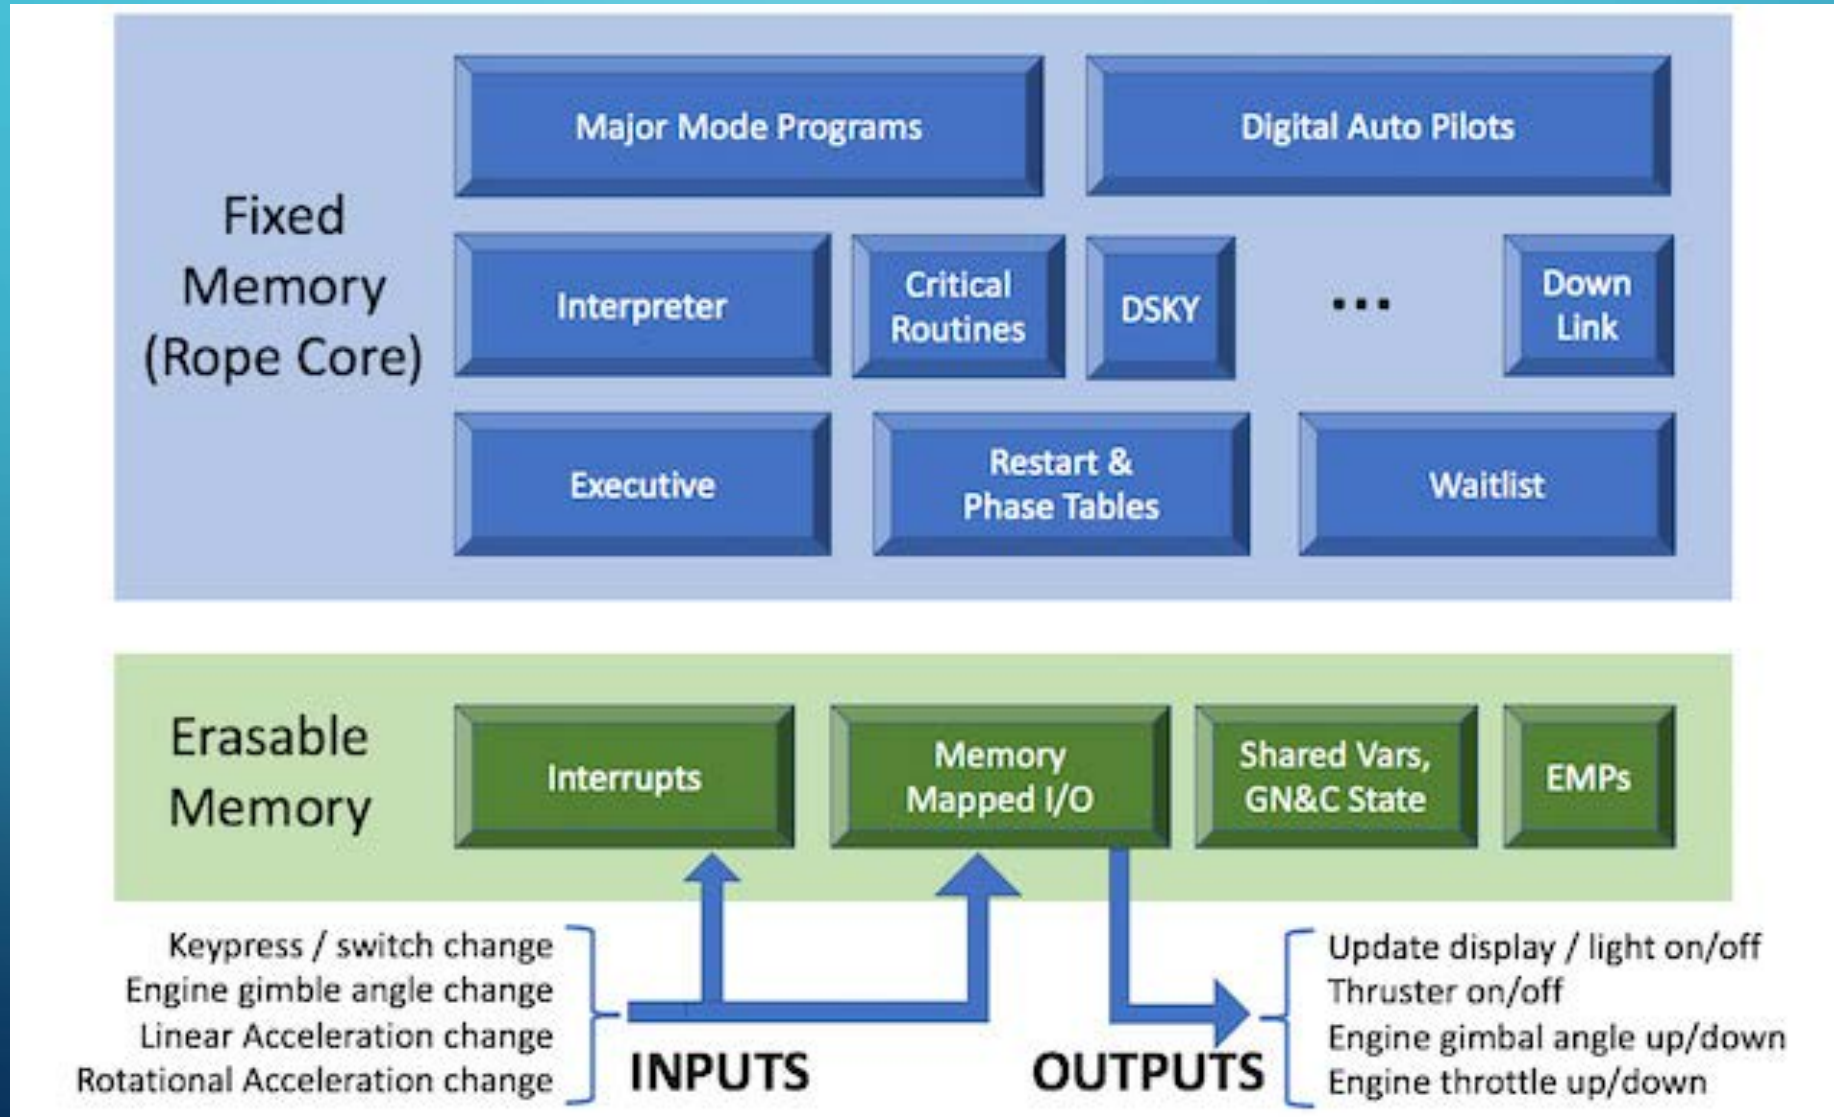 Fixed
Memory
(Rope Core)
Major Mode Programs
Digital Auto Pilots
Interpreter
Critical
Routines
DSKY
...
Down
Link
Executive
Restart &
Phase Tables
Waitlist
Erasable
Memory
Interrupts
Memory
Mapped I/O
Shared Vars,
GN&C State
EMPs
Keypress / switch change
Engine gimble angle change
Linear Acceleration change
Rotational Acceleration change
INPUTS
OUTPUTS
Update display / light on/off
Thruster on/off
Engine gimbal angle up/down
Engine throttle up/down